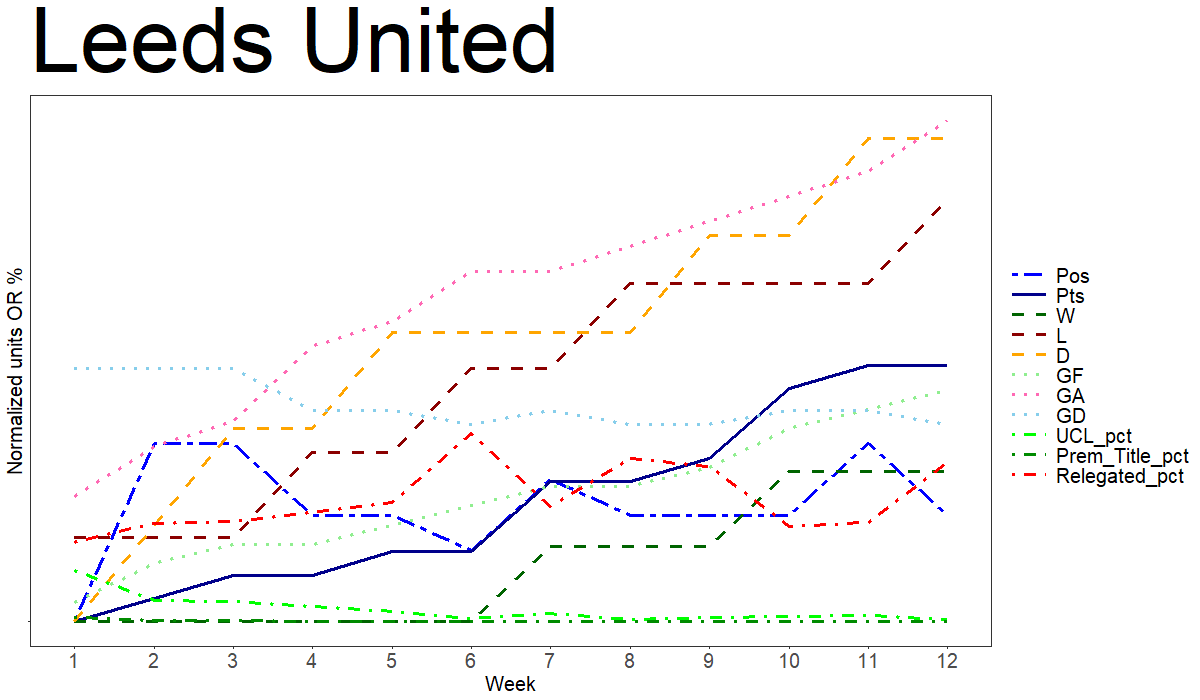 Leeds United
Normalized units OR %
1 2 3 4 5 6 7 8 9 10 11 12
Week
Pos
Pts
W
L
D
GF
GA
GD
UCL_pct
Prem_Title_pct
Relegated_pct